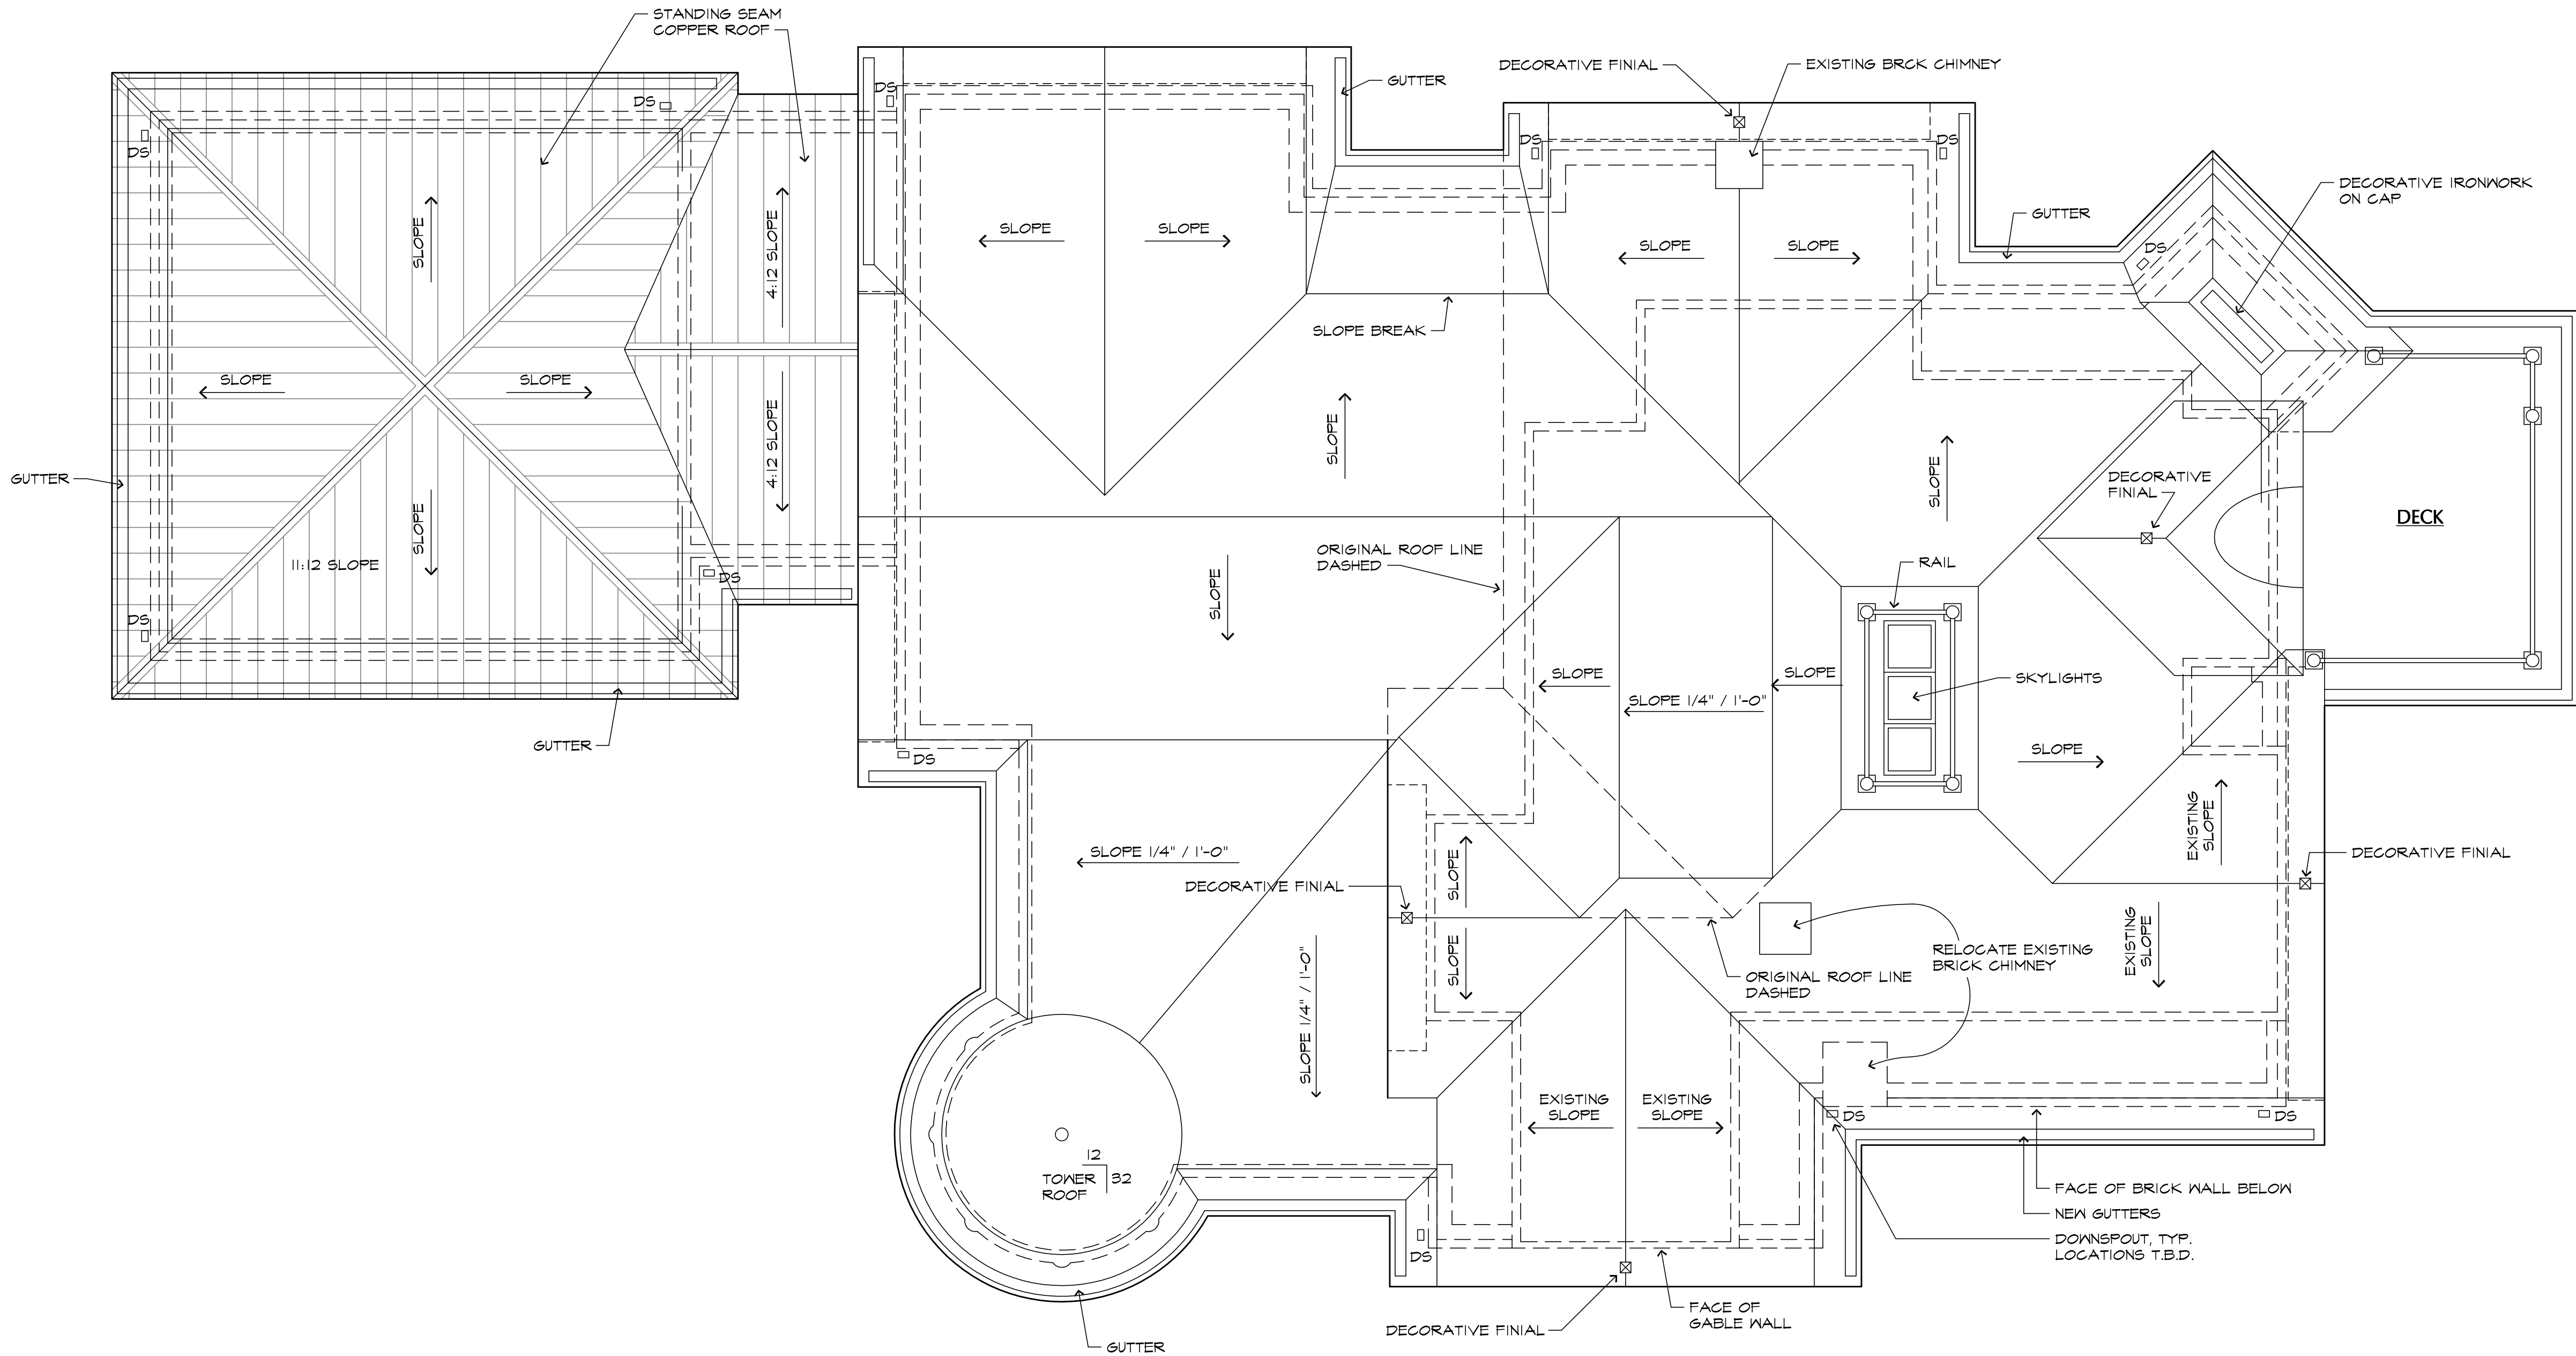 STANDING SEAM
COPPER ROOF
DS
DS
SLOPE
4:12 SLOPE
SLOPE
SLOPE
4:12 SLOPE
GUTTER
SLOPE
11:12 SLOPE
DS
DS
GUTTER
DS
GUTTER
SLOPE
SLOPE
SLOPE BREAK
SLOPE
SLOPE
DECORATIVE FINIAL
EXISTING BRCK CHIMNEY
DS
DS
GUTTER
SLOPE
SLOPE
DS
DECORATIVE IRONWORK
ON CAP
SLOPE
DECORATIVE
FINIAL
DECK
ORIGINAL ROOF LINE
DASHED
RAIL
SLOPE
SLOPE
SLOPE 1/4" / 1'-0"
SKYLIGHTS
SLOPE
DS
SLOPE 1/4" / 1'-0"
DECORATIVE FINIAL
SLOPE
SLOPE
EXISTING
SLOPE
DECORATIVE FINIAL
EXISTING
SLOPE
RELOCATE EXISTING
BRICK CHIMNEY
ORIGINAL ROOF LINE
DASHED
SLOPE 1/4" / 1'-0"
EXISTING
SLOPE
EXISTING
SLOPE
DS
DS
12
TOWER
ROOF
32
FACE OF BRICK WALL BELOW
NEW GUTTERS
DOWNSPOUT, TYP.
LOCATIONS T.B.D.
DS
FACE OF
GABLE WALL
DECORATIVE FINIAL
GUTTER